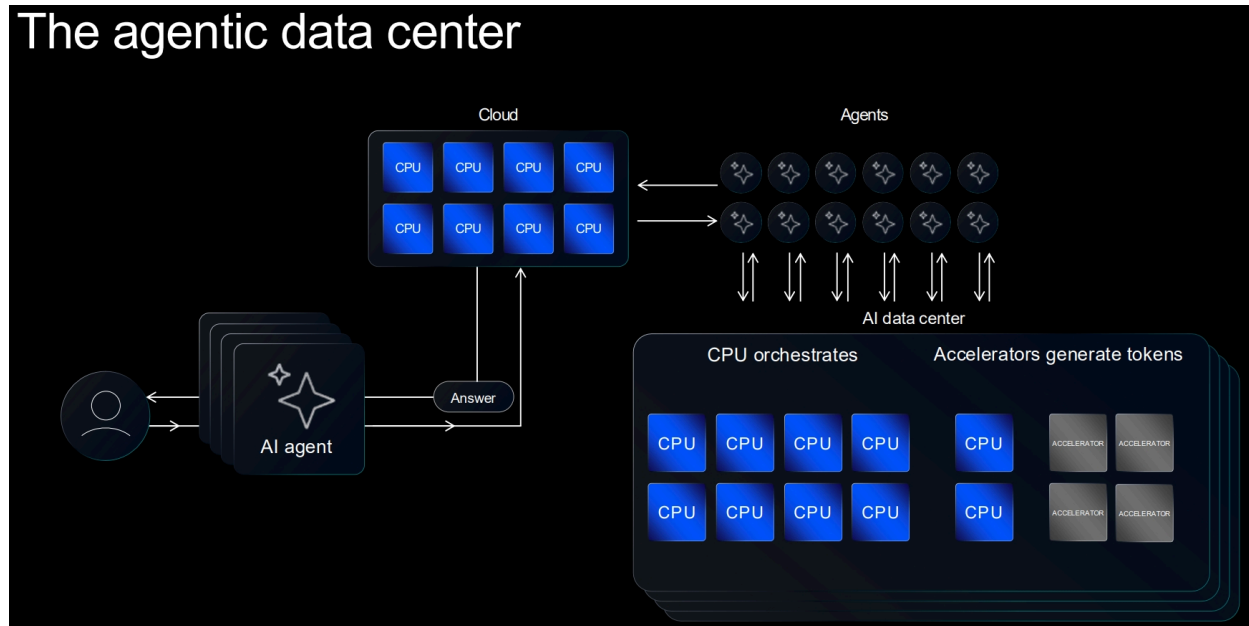 The agentic data center
Cloud
Agents
CPU CPU CPU CPU
CPU CPU CPU CPU
AI data center
CPU orchestrates
Accelerators generate tokens
Answer
AI agent
CPU CPU CPU CPU CPU ACCELERATOR ACCELERATOR
CPU CPU CPU CPU CPU ACCELERATOR ACCELERATOR